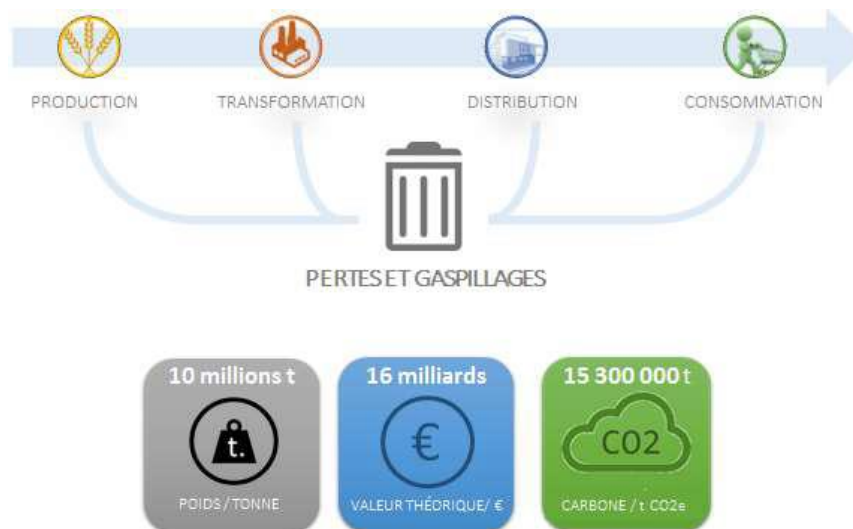 PRODUCTION TRANSFORMATION DISTRIBUTION CONSOMMATION
PERTES ET GASPILLAGES
10 millions t 16 milliards 15 300 000 t
t. € CO2
POIDS / TONNE VALEUR THÉORIQUE/ € CARBONE / t CO2e